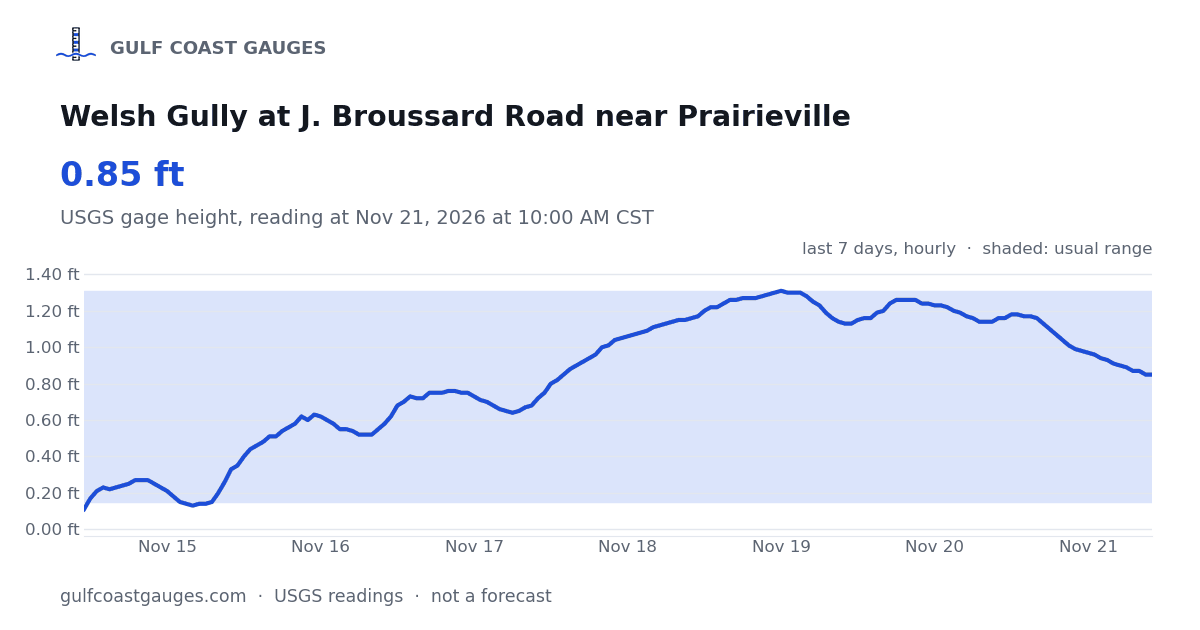 GULF COAST GAUGES
Welsh Gully at J. Broussard Road near Prairieville
0.85 ft
USGS gage height, reading at Nov 21, 2026 at 10:00 AM CST
last 7 days, hourly · shaded: usual range
1.40 ft
1.20 ft
1.00 ft
0.80 ft
0.60 ft
0.40 ft
0.20 ft
0.00 ft
Nov 15 Nov 16 Nov 17 Nov 18 Nov 19 Nov 20 Nov 21
gulfcoastgauges.com · USGS readings · not a forecast